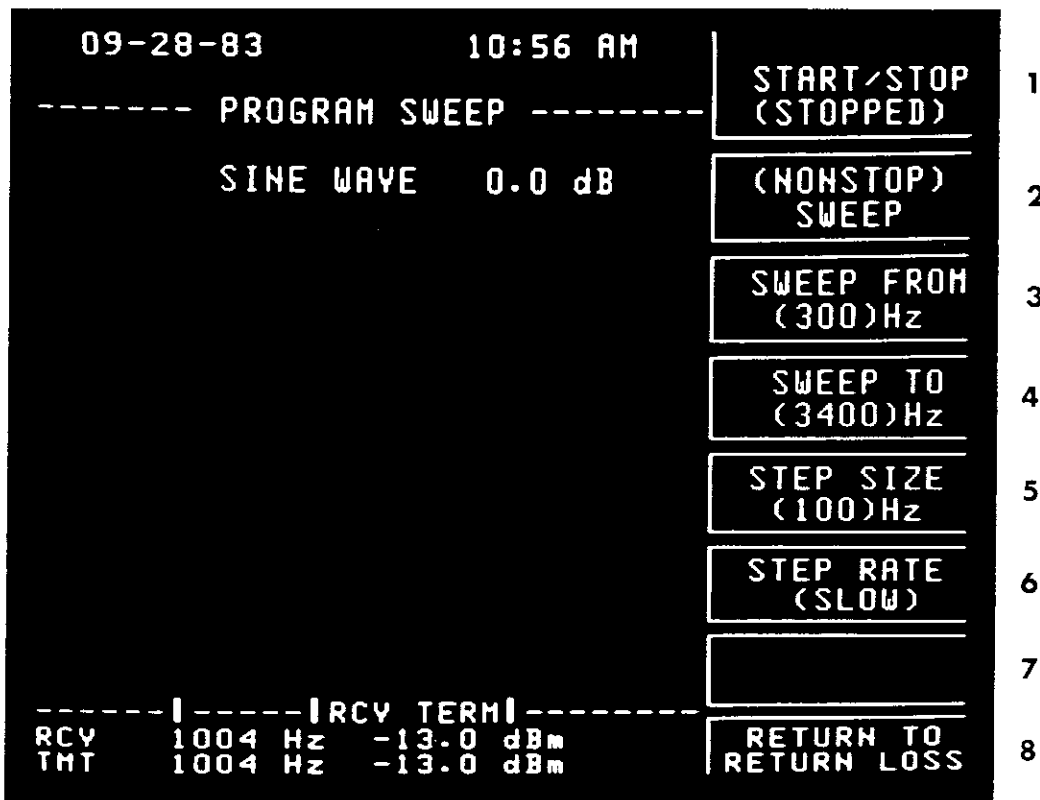 09-28-83 10:56 AM
------- PROGRAM SWEEP -------
SINE WAVE 0.0 dB
START/STOP
(STOPPED)
1
(NONSTOP)
SWEEP
2
SWEEP FROM
(300)Hz
3
SWEEP TO
(3400)Hz
4
STEP SIZE
(100)Hz
5
STEP RATE
(SLOW)
6
7
RETURN TO
RETURN LOSS
8
------|-----|RCV TERM|--------
RCV 1004 Hz -13.0 dBm
TMT 1004 Hz -13.0 dBm